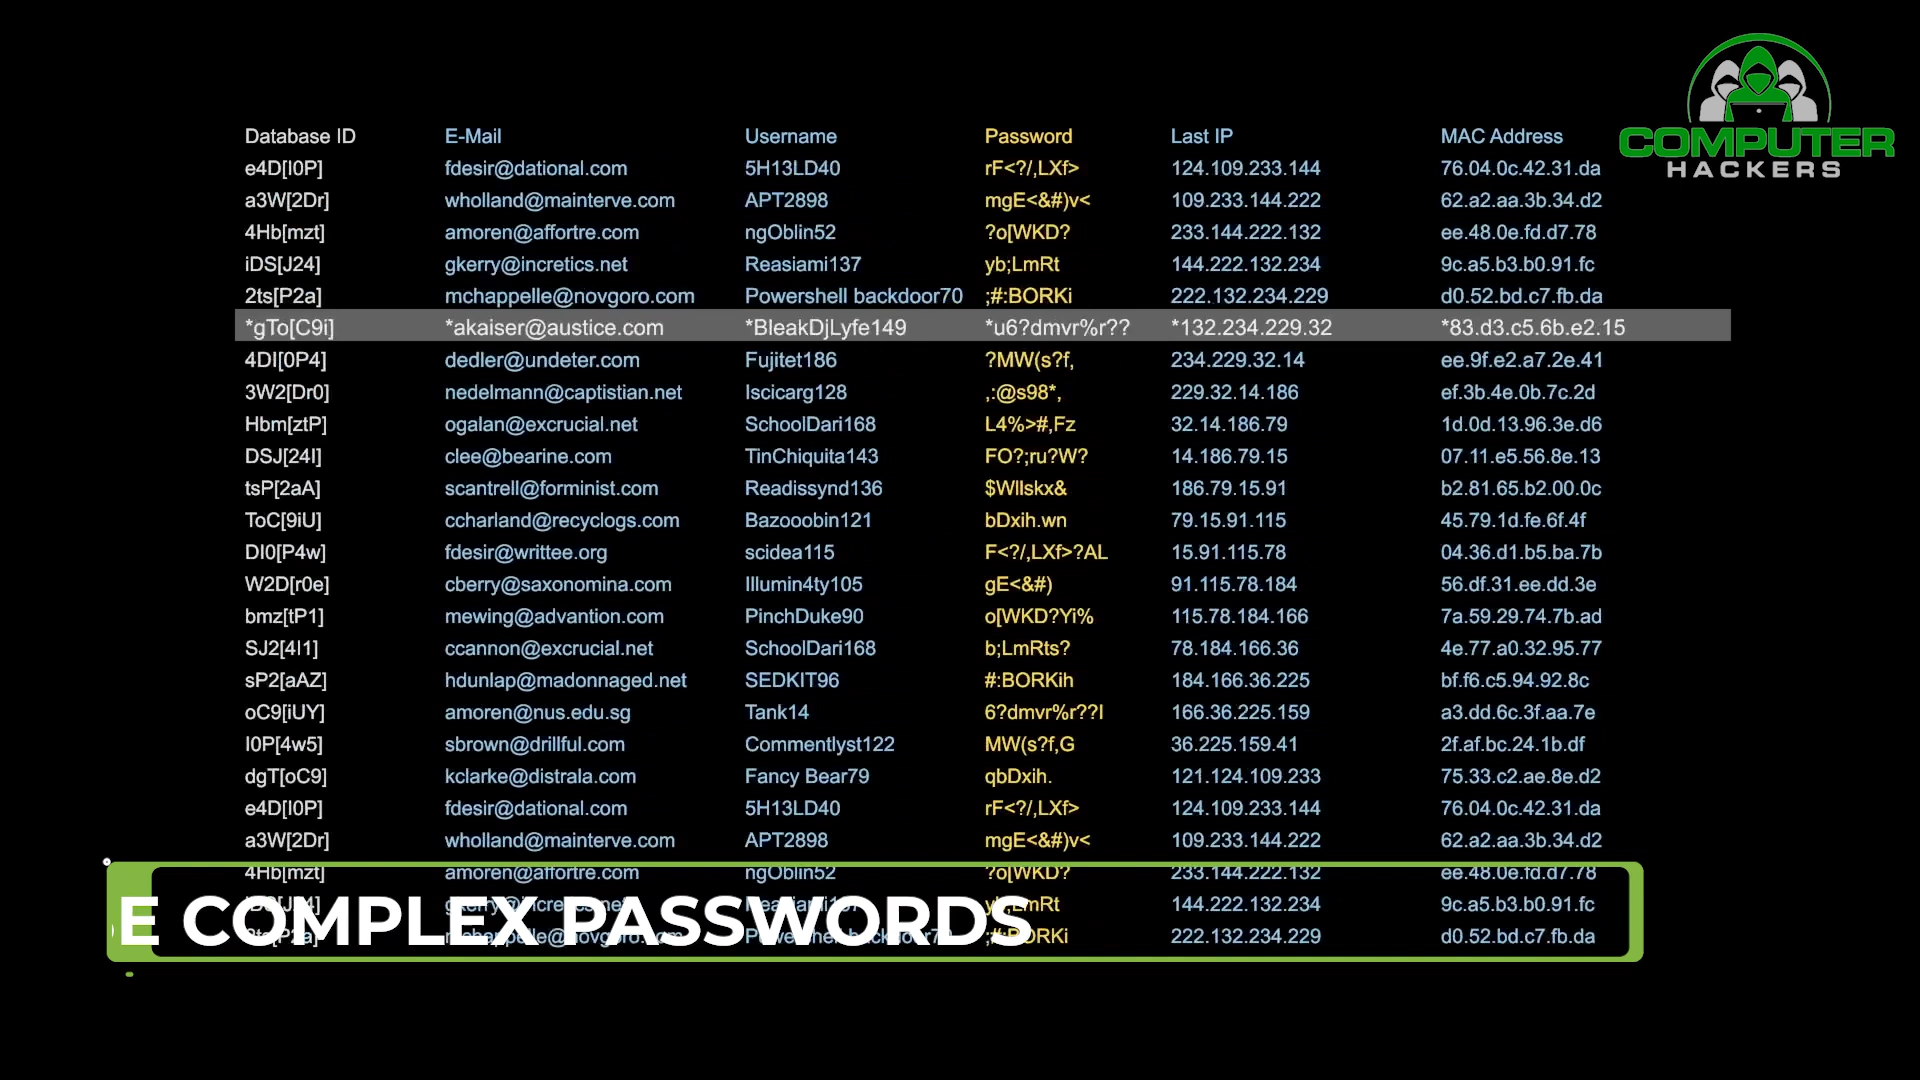 COMPUTER
HACKERS
Database ID E-Mail Username Password Last IP MAC Address
e4D[I0P] fdesir@dational.com 5H13LD40 rF<?/,LXf> 124.109.233.144 76.04.0c.42.31.da
a3W[2Dr] wholland@mainterve.com APT2898 mgE<&#)v< 109.233.144.222 62.a2.aa.3b.34.d2
4Hb[mzt] amoren@affortre.com ngOblin52 ?o[WKD? 233.144.222.132 ee.48.0e.fd.d7.78
iDS[J24] gkerry@incretics.net Reasiami137 yb;LmRt 144.222.132.234 9c.a5.b3.b0.91.fc
2ts[P2a] mchappelle@novgoro.com Powershell backdoor70 ;#:BORKi 222.132.234.229 d0.52.bd.c7.fb.da
*gTo[C9i] *akaiser@austice.com *BleakDjLyfe149 *u6?dmvr%r?? *132.234.229.32 *83.d3.c5.6b.e2.15
4DI[0P4] dedler@undeter.com Fujitet186 ?MW(s?f, 234.229.32.14 ee.9f.e2.a7.2e.41
3W2[Dr0] nedelmann@captistian.net Iscicarg128 ,:@s98*, 229.32.14.186 ef.3b.4e.0b.7c.2d
Hbm[ztP] ogalan@excrucial.net SchoolDari168 L4%>#,Fz 32.14.186.79 1d.0d.13.96.3e.d6
DSJ[24I] clee@bearine.com TinChiquita143 FO?;ru?W? 14.186.79.15 07.11.e5.56.8e.13
tsP[2aA] scantrell@forminist.com Readissynd136 $WIlskx& 186.79.15.91 b2.81.65.b2.00.0c
ToC[9iU] ccharland@recyclogs.com Bazooobin121 bDxih.wn 79.15.91.115 45.79.1d.fe.6f.4f
DI0[P4w] fdesir@writtee.org scidea115 F<?/,LXf>?AL 15.91.115.78 04.36.d1.b5.ba.7b
W2D[r0e] cberry@saxonomina.com Illumin4ty105 gE<&#) 91.115.78.184 56.df.31.ee.dd.3e
bmz[tP1] mewing@advantion.com PinchDuke90 o[WKD?Yi% 115.78.184.166 7a.59.29.74.7b.ad
SJ2[4I1] ccannon@excrucial.net SchoolDari168 b;LmRts? 78.184.166.36 4e.77.a0.32.95.77
sP2[aAZ] hdunlap@madonnaged.net SEDKIT96 #:BORKih 184.166.36.225 bf.f6.c5.94.92.8c
oC9[iUY] amoren@nus.edu.sg Tank14 6?dmvr%r??I 166.36.225.159 a3.dd.6c.3f.aa.7e
I0P[4w5] sbrown@drillful.com Commentlyst122 MW(s?f,G 36.225.159.41 2f.af.bc.24.1b.df
dgT[oC9] kclarke@distrala.com Fancy Bear79 qbDxih. 121.124.109.233 75.33.c2.ae.8e.d2
e4D[I0P] fdesir@dational.com 5H13LD40 rF<?/,LXf> 124.109.233.144 76.04.0c.42.31.da
a3W[2Dr] wholland@mainterve.com APT2898 mgE<&#)v< 109.233.144.222 62.a2.aa.3b.34.d2
4Hb[mzt] amoren@affortre.com ngOblin52 ?o[WKD? 233.144.222.132 ee.48.0e.fd.d7.78
144.222.132.234 9c.a5.b3.b0.91.fc
E COMPLEX PASSWORDS
222.132.234.229 d0.52.bd.c7.fb.da